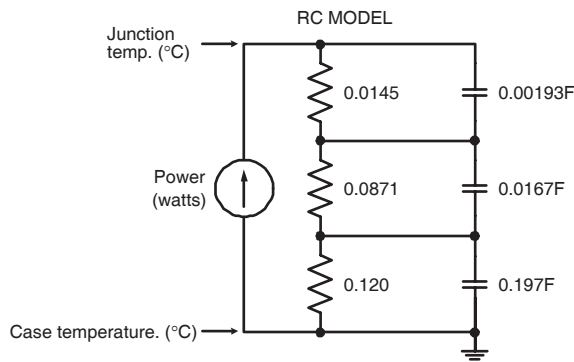 RC MODEL
Junction
temp. (°C)
0.0145
0.00193F
Power
(watts)
0.0871
0.0167F
0.120
0.197F
Case temperature. (°C)